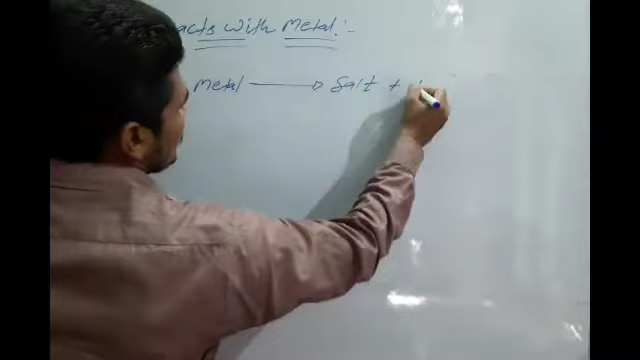 acts with Metal :-
Metal → Salt +